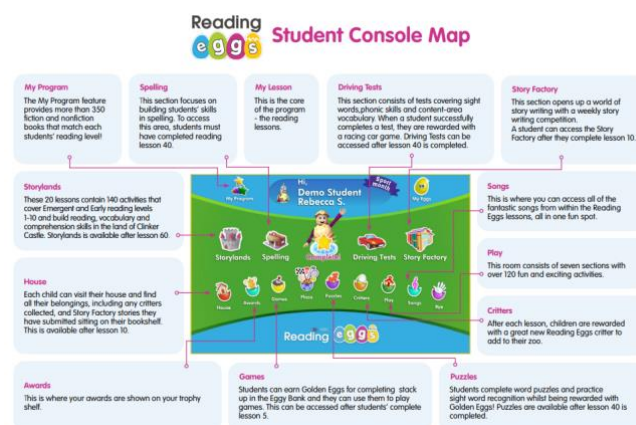 Reading
eggs
Student Console Map
My Program
The My Program feature
provides more than 350
fiction and nonfiction
books that match each
students' reading level!
Spelling
This section focuses on
building students' skills
in spelling. To access
this area, students must
have completed reading
lesson 40.
My Lesson
This is the core
of the program
- the reading
lessons.
Driving Tests
This section consists of tests covering sight
words,phonic skills and content-area
vocabulary. When a student successfully
completes a test, they are rewarded with
a racing car game. Driving Tests can be
accessed after lesson 40 is completed.
Story Factory
This section opens up a world of
story writing with a weekly story
writing competition.
A student can access the Story
Factory after they complete lesson 10.
Storylands
These 20 lessons contain 140 activities that
cover Emergent and Early reading levels
1-10 and build reading, vocabulary and
comprehension skills in the land of Clinker
Castle. Storylands is available after lesson 60.
House
Each child can visit their house and find
all their belongings, including any critters
collected, and Story Factory stories they
have submitted sitting on their bookshelf.
This is available after lesson 10.
My Program
Hi,
Demo Student
Rebecca S.
My Eggs
Storylands
Spelling
Driving Tests
Story Factory
House
Awards
Games
Place
Puzzles
Critters
Play
Songs
Reading eggs
Songs
This is where you can access all of the
fantastic songs from within the Reading
Eggs lessons, all in one fun spot.
Play
This room consists of seven sections with
over 120 fun and exciting activities.
Critters
After each lesson, children are rewarded
with a great new Reading Eggs critter
to add to their zoo.
Awards
This is where your awards are shown on your trophy
shelf.
Games
Students can earn Golden Eggs for completing stack
up in the Eggy Bank and they can use them to play
games. This can be accessed after students' complete
lesson 5.
Puzzles
Students complete word puzzles and practice
sight word recognition whilst being rewarded with
Golden Eggs! Puzzles are available after lesson 40 is
completed.